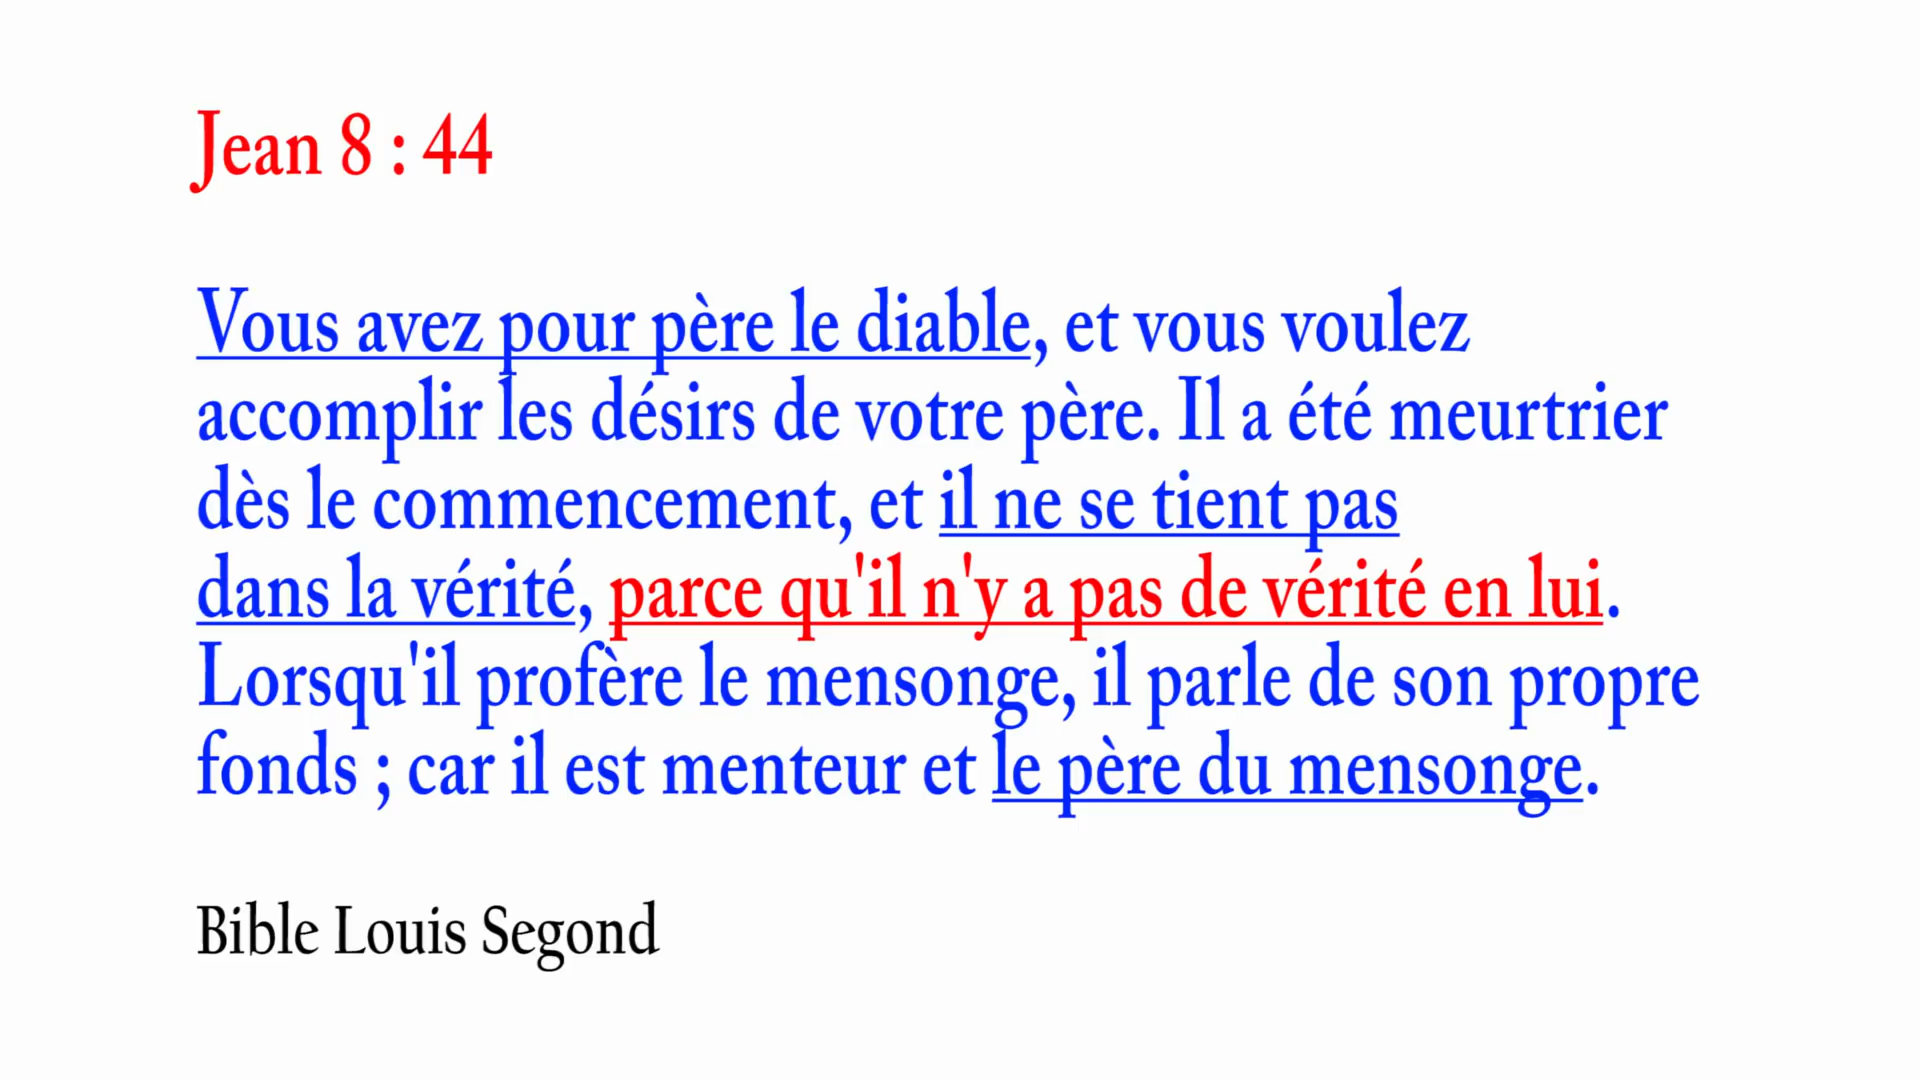 Jean 8 : 44
Vous avez pour père le diable, et vous voulez
accomplir les désirs de votre père. Il a été meurtrier
dès le commencement, et il ne se tient pas
dans la vérité, parce qu'il n'y a pas de vérité en lui.
Lorsqu'il profère le mensonge, il parle de son propre
fonds ; car il est menteur et le père du mensonge.
Bible Louis Segond